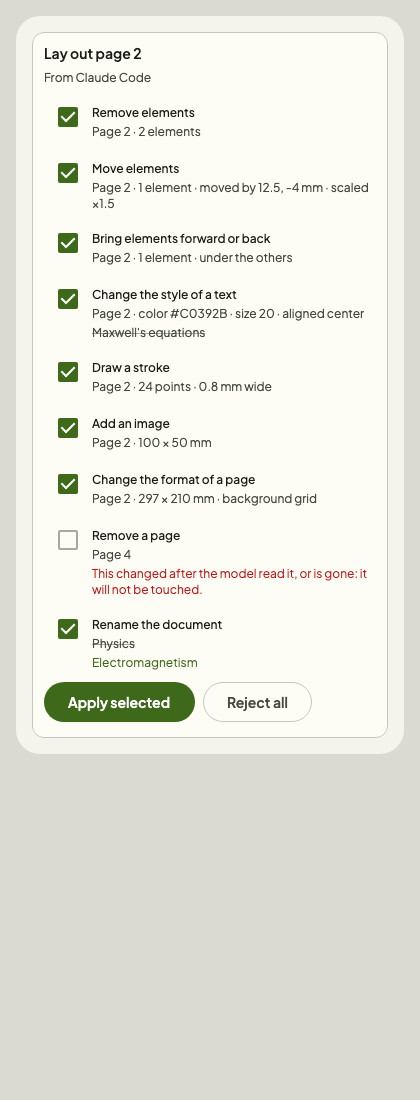 Lay out page 2
From Claude Code
Remove elements
Page 2 · 2 elements
Move elements
Page 2 · 1 element · moved by 12.5, -4 mm · scaled
×1.5
Bring elements forward or back
Page 2 · 1 element · under the others
Change the style of a text
Page 2 · color #C0392B · size 20 · aligned center
Maxwell's equations
Draw a stroke
Page 2 · 24 points · 0.8 mm wide
Add an image
Page 2 · 100 × 50 mm
Change the format of a page
Page 2 · 297 × 210 mm · background grid
Remove a page
Page 4
This changed after the model read it, or is gone: it
will not be touched.
Rename the document
Physics
Electromagnetism
Apply selected
Reject all